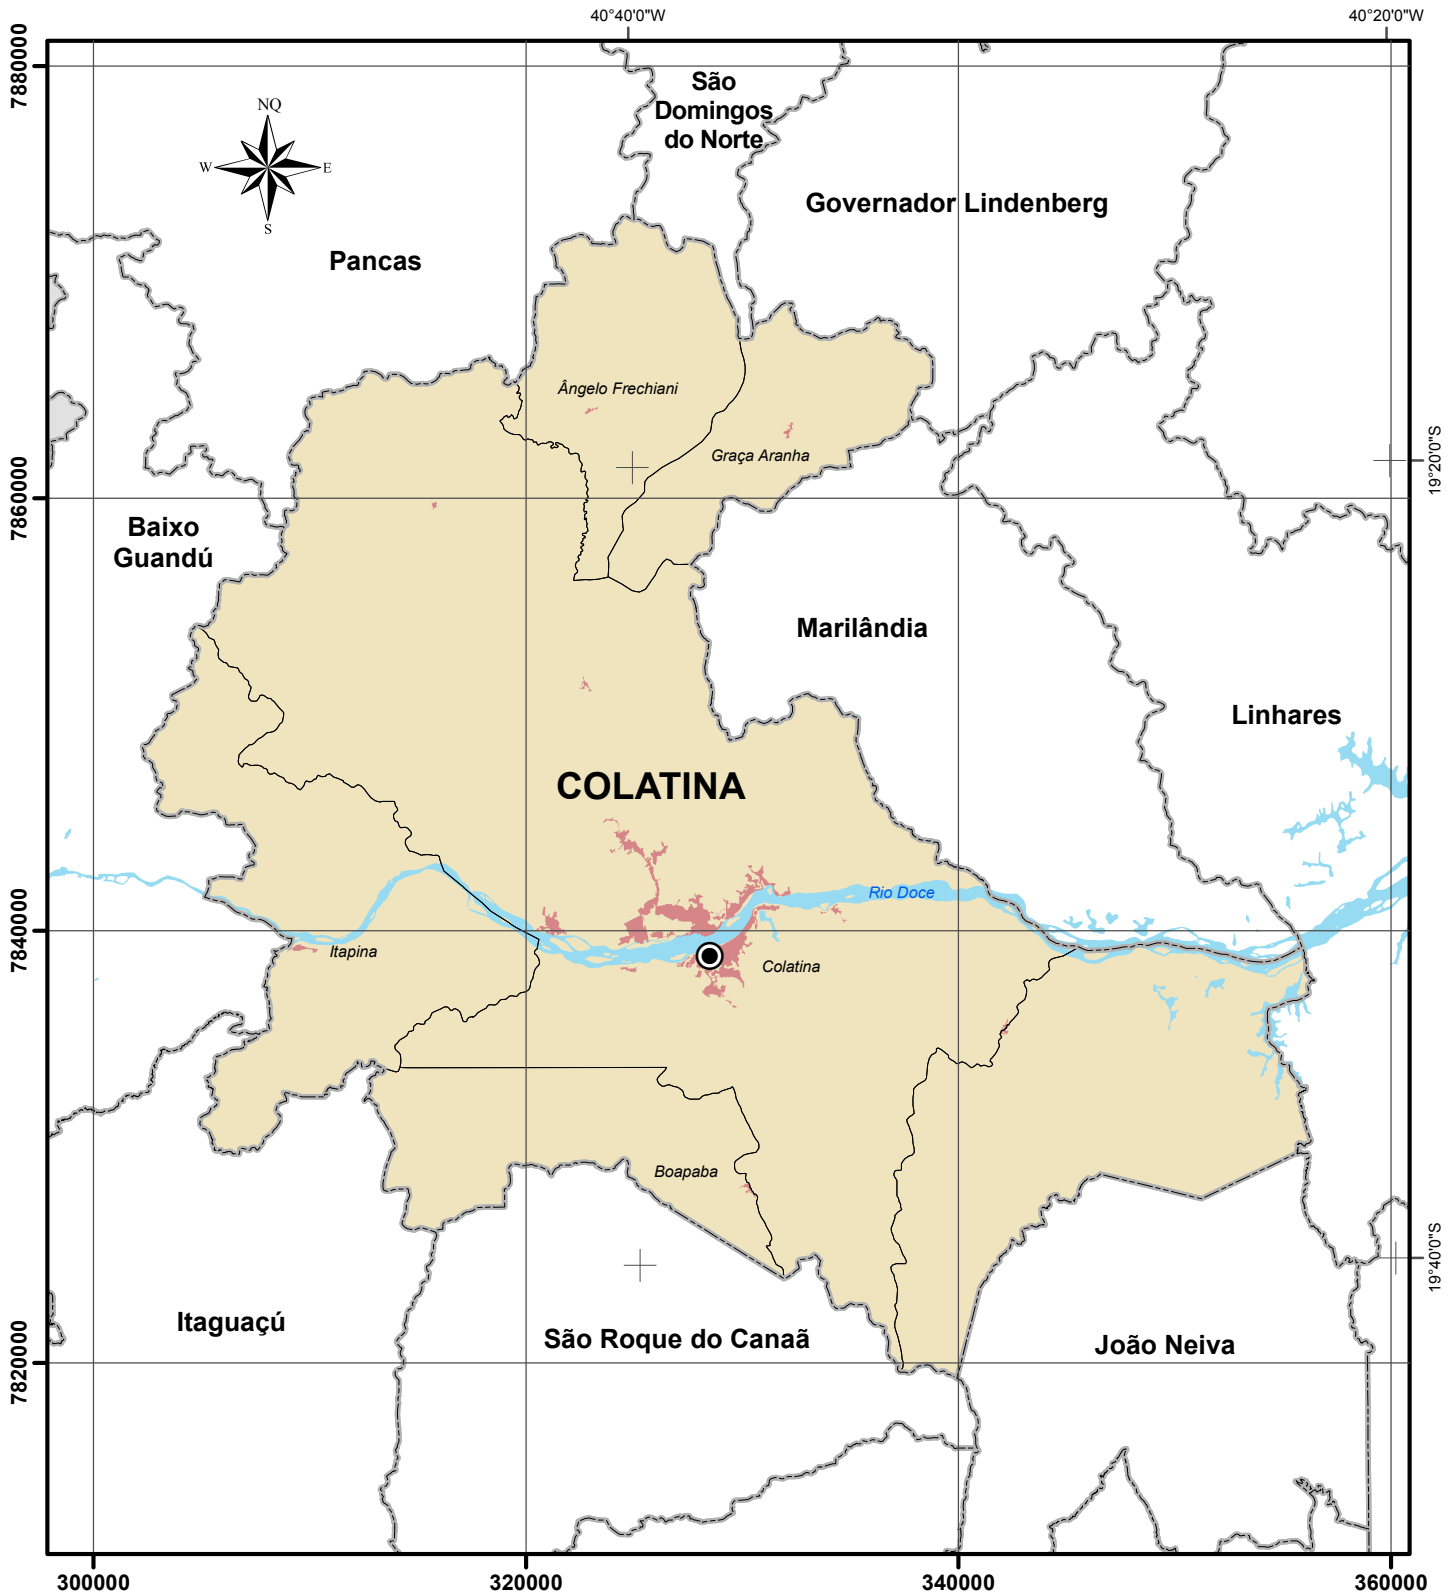 40°40'0"W
40°20'0"W
7880000
7860000
7840000
7820000
NQ
W
E
S
São
Domingos
do Norte
Governador Lindenberg
Pancas
Ângelo Frechiani
Graça Aranha
19°20'0"S
Baixo
Guandú
Marilândia
Linhares
COLATINA
Rio Doce
Itapina
Colatina
Boapaba
19°40'0"S
Itaguaçú
São Roque do Canaã
João Neiva
300000
320000
340000
360000